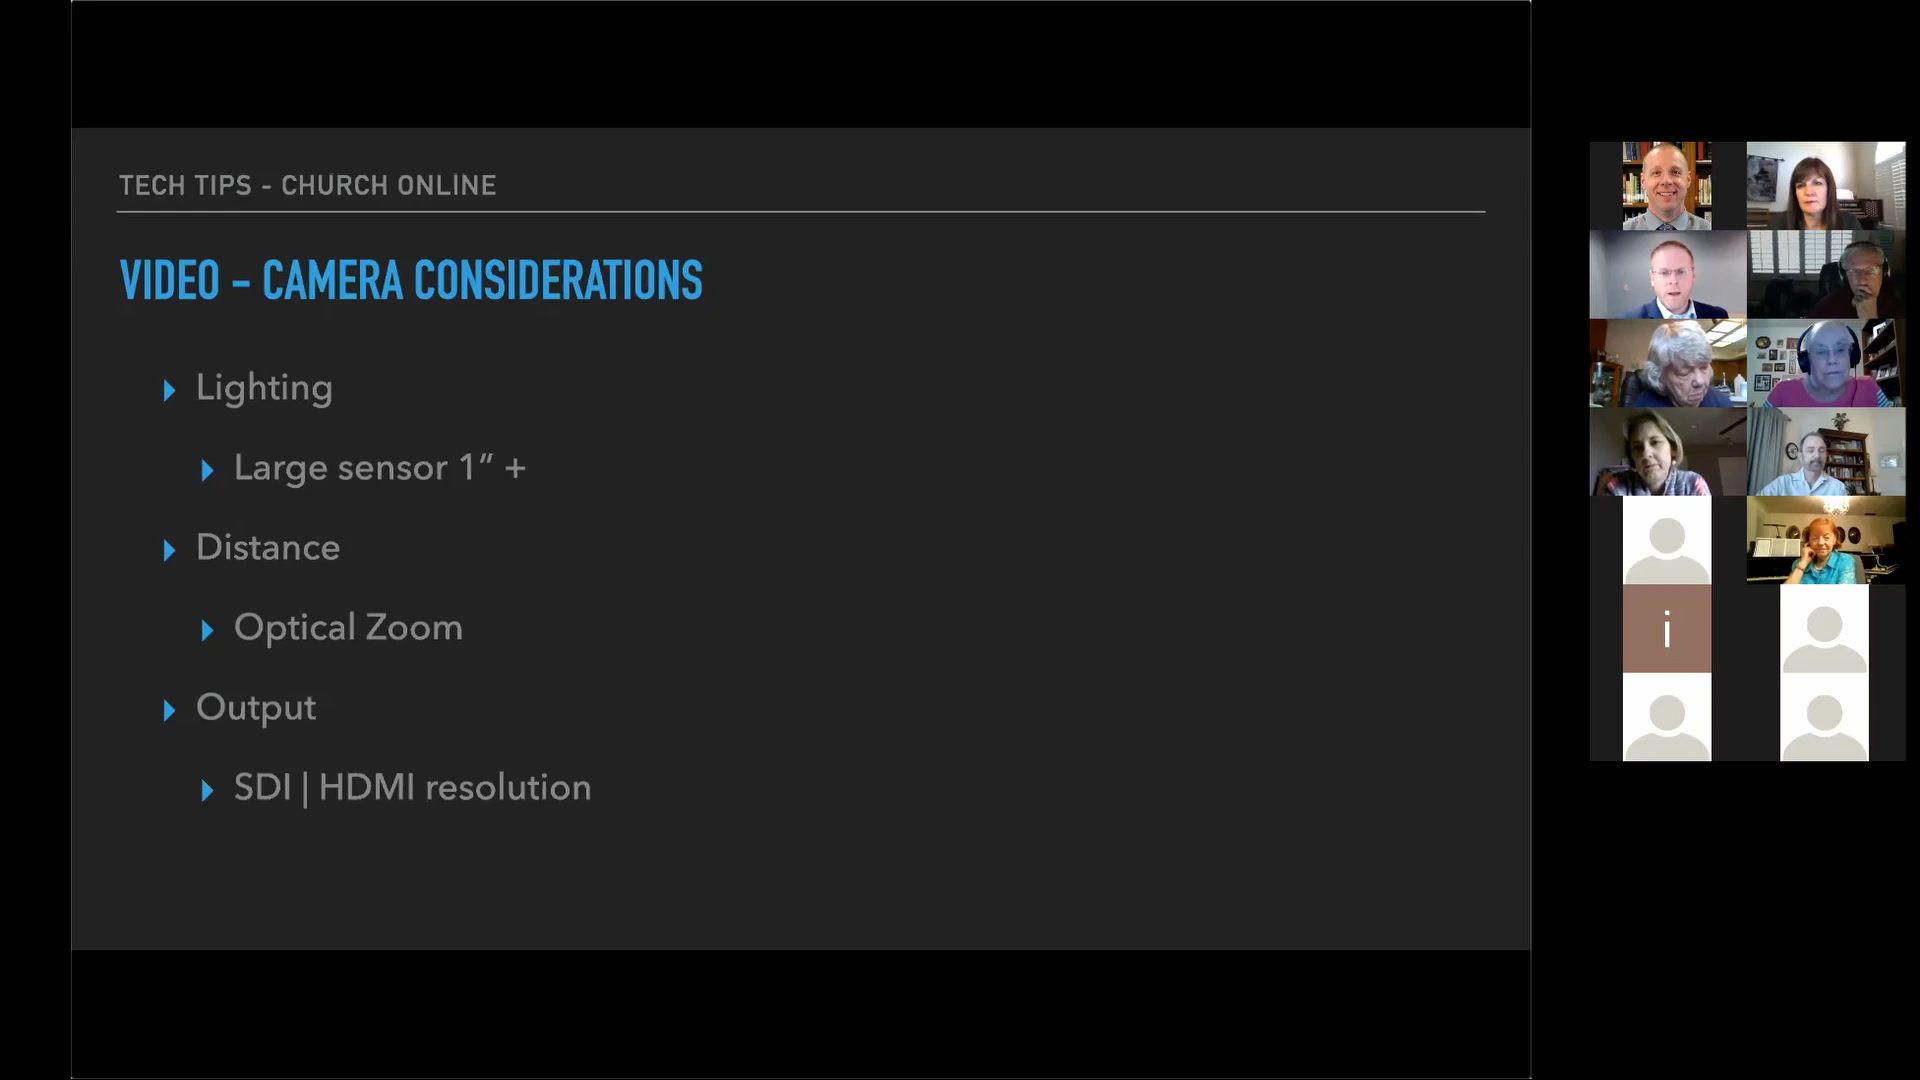 TECH TIPS - CHURCH ONLINE
VIDEO - CAMERA CONSIDERATIONS
Lighting
Large sensor 1” +
Distance
Optical Zoom
Output
SDI | HDMI resolution
i